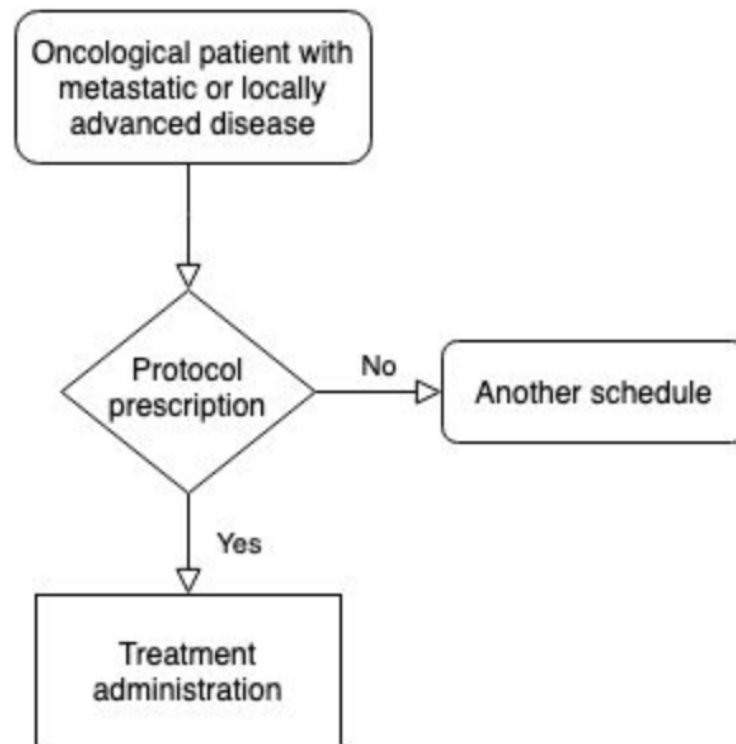 Oncological patient with
metastatic or locally
advanced disease
Protocol
prescription
No
Another schedule
Yes
Treatment
administration